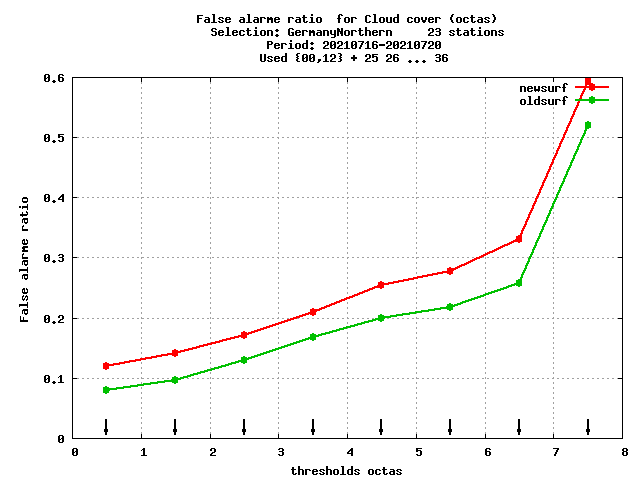 False alarme ratio  for Cloud cover (octas)
Selection: GermanyNorthern     23 stations
Period: 20210716-20210720
Used {00,12} + 25 26 ... 36
newsurf
oldsurf
0.6
0.5
0.4
0.3
0.2
0.1
0
False alarme ratio
0 1 2 3 4 5 6 7 8
thresholds octas